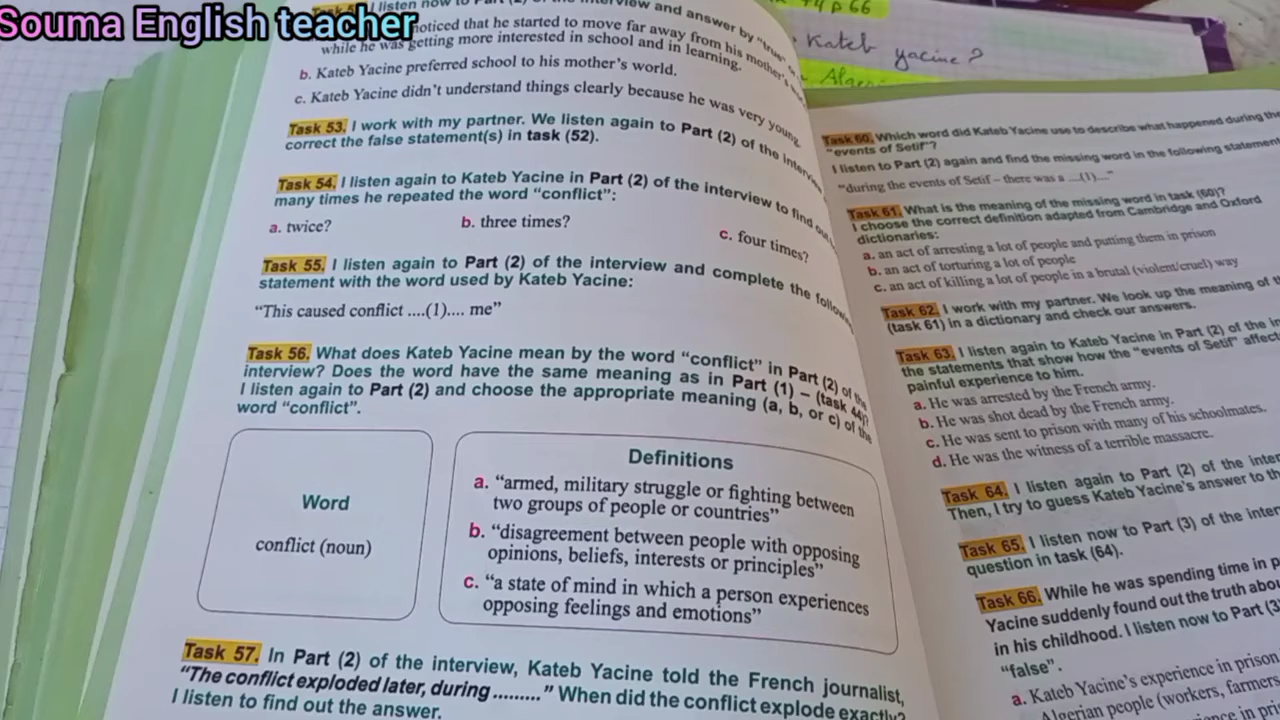 Souma English teacher
I listen now to Part (2) of the interview and answer by "true"
noticed that he started to move far away from his mother's
while he was getting more interested in school and in learning.
b. Kateb Yacine preferred school to his mother's world.
c. Kateb Yacine didn't understand things clearly because he was very young.
Task 53. I work with my partner. We listen again to Part (2) of the interview
correct the false statement(s) in task (52).
Task 54. I listen again to Kateb Yacine in Part (2) of the interview to find out
many times he repeated the word "conflict":
a. twice?
b. three times?
c. four times?
Task 55. I listen again to Part (2) of the interview and complete the
statement with the word used by Kateb Yacine:
"This caused conflict ....(1).... me"
Task 56. What does Kateb Yacine mean by the word "conflict" in Part (2) of the
interview? Does the word have the same meaning as in Part (1) – (task 44)?
I listen again to Part (2) and choose the appropriate meaning (a, b, or c) of the
word "conflict".
Word
conflict (noun)
Definitions
a. "armed, military struggle or fighting between
two groups of people or countries"
b. "disagreement between people with opposing
opinions, beliefs, interests or principles"
c. "a state of mind in which a person experiences
opposing feelings and emotions"
Task 57. In Part (2) of the interview, Kateb Yacine told the French journalist,
"The conflict exploded later, during ........." When did the conflict explode exactly?
I listen to find out the answer.
p 66
Kateb yacine?
Task 60. Which word did Kateb Yacine use to describe what happened during the
"events of Setif"?
I listen to Part (2) again and find the missing word in the following
"during the events of Setif – there was a ....(1)...."
Task 61. What is the meaning of the missing word in task (60)?
I choose the correct definition adapted from Cambridge and Oxford
dictionaries:
a. an act of arresting a lot of people and putting them in prison
b. an act of torturing a lot of people
c. an act of killing a lot of people in a brutal (violent/cruel) way
Task 62. I work with my partner. We look up the meaning of
(task 61) in a dictionary and check our answers.
Task 63. I listen again to Kateb Yacine in Part (2) of the
the statements that show how the "events of Setif"
painful experience to him.
a. He was arrested by the French army.
b. He was shot dead by the French army.
c. He was sent to prison with many of his schoolmates.
d. He was the witness of a terrible massacre.
Task 64. I listen again to Part (2) of the
Then, I try to guess Kateb Yacine's answer to
Task 65. I listen now to Part (3) of the
question in task (64).
Task 66. While he was spending time in
Yacine suddenly found out the truth
in his childhood. I listen now to Part
"false".
a. Kateb Yacine's experience in prison
Algerian people (workers, farmers